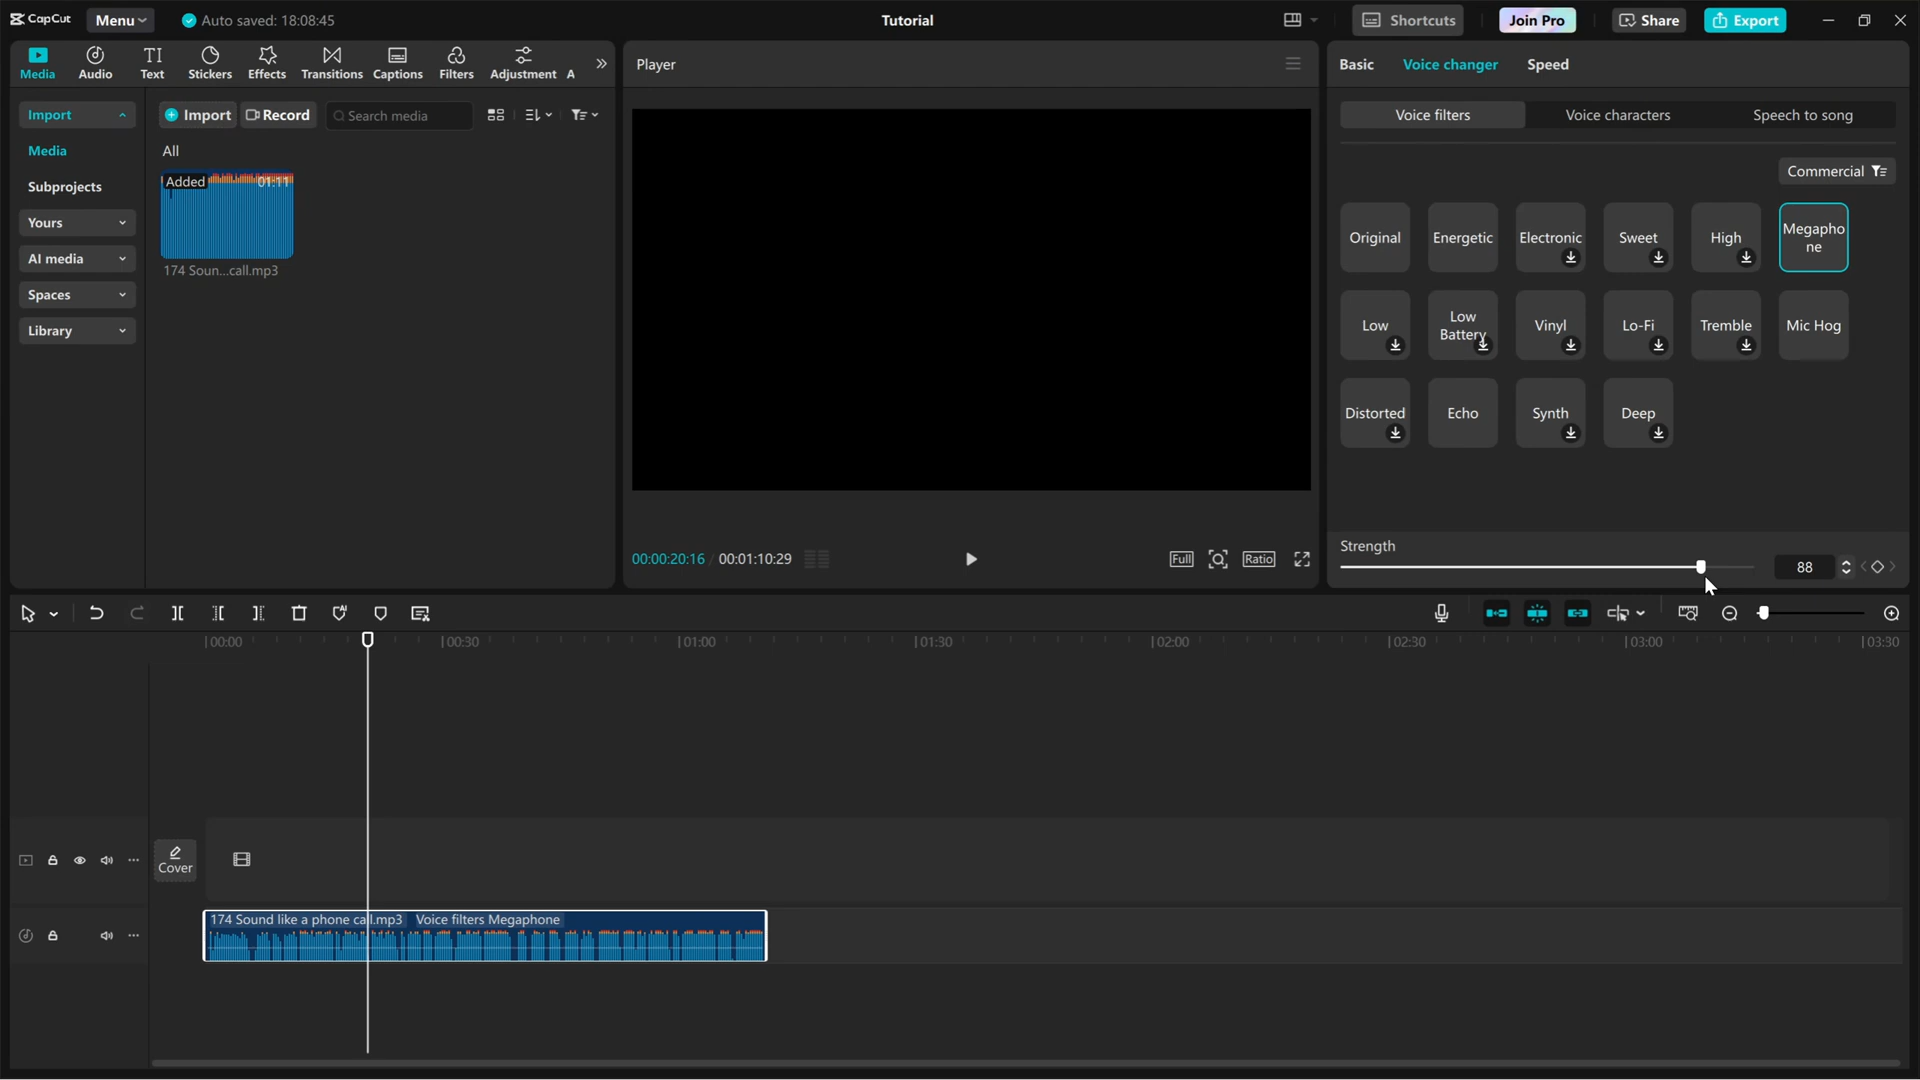 CapCut Menu Auto saved: 18:08:45 Tutorial Shortcuts Join Pro Share Export
Media Audio Text Stickers Effects Transitions Captions Filters Adjustment A
Player
Basic Voice changer Speed
Import
Media
Subprojects
Yours
AI media
Spaces
Library
Import Record Search media
All
Added 01:11
174 Soun...call.mp3
00:00:20:16 / 00:01:10:29 Full Ratio
Voice filters Voice characters Speech to song
Commercial
Original Energetic Electronic Sweet High Megapho
ne
Low Low
Battery Vinyl Lo-Fi Tremble Mic Hog
Distorted Echo Synth Deep
Strength
88
00:00 00:30 01:00 01:30 02:00 02:30 03:00 03:30
Cover
174 Sound like a phone call.mp3 Voice filters Megaphone